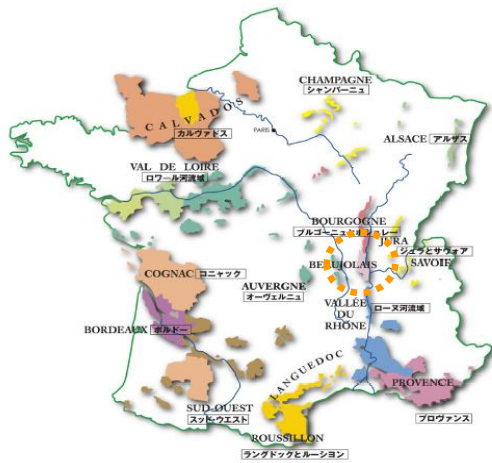 CHAMPAGNE
シャンパーニュ
CALVADOS
カルヴァドス
PARIS
ALSACE アルザス
VAL DE LOIRE
ロワール河流域
BOURGOGNE
JURA
ジュラとサヴォア
BEAUJOLAIS
SAVOIE
COGNAC コニャック
AUVERGNE
オーヴェルニュ
VALLÉE
DU
RHÔNE
ローヌ河流域
BORDEAUX ボルドー
LANGUEDOC
PROVENCE
プロヴァンス
SUD-OUEST
スッド・ウエスト
ROUSSILLON
ラングドックとルーション